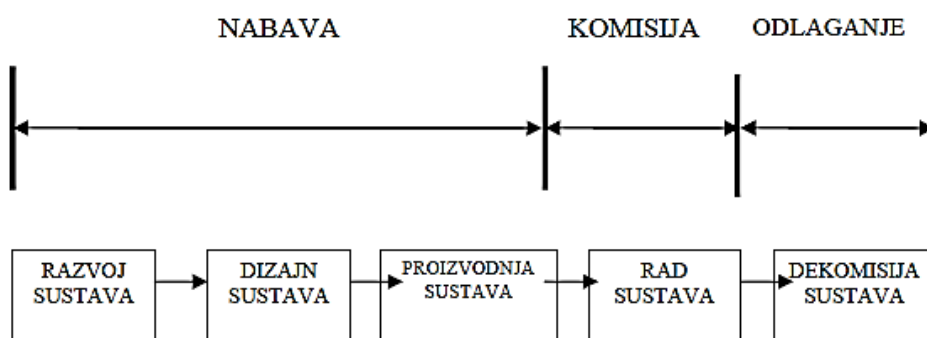 NABAVA
KOMISIJA
ODLAGANJE
RAZVOJ
SUSTAVA
DIZAJN
SUSTAVA
PROIZVODNJA
SUSTAVA
RAD
SUSTAVA
DEKOMISIJA
SUSTAVA